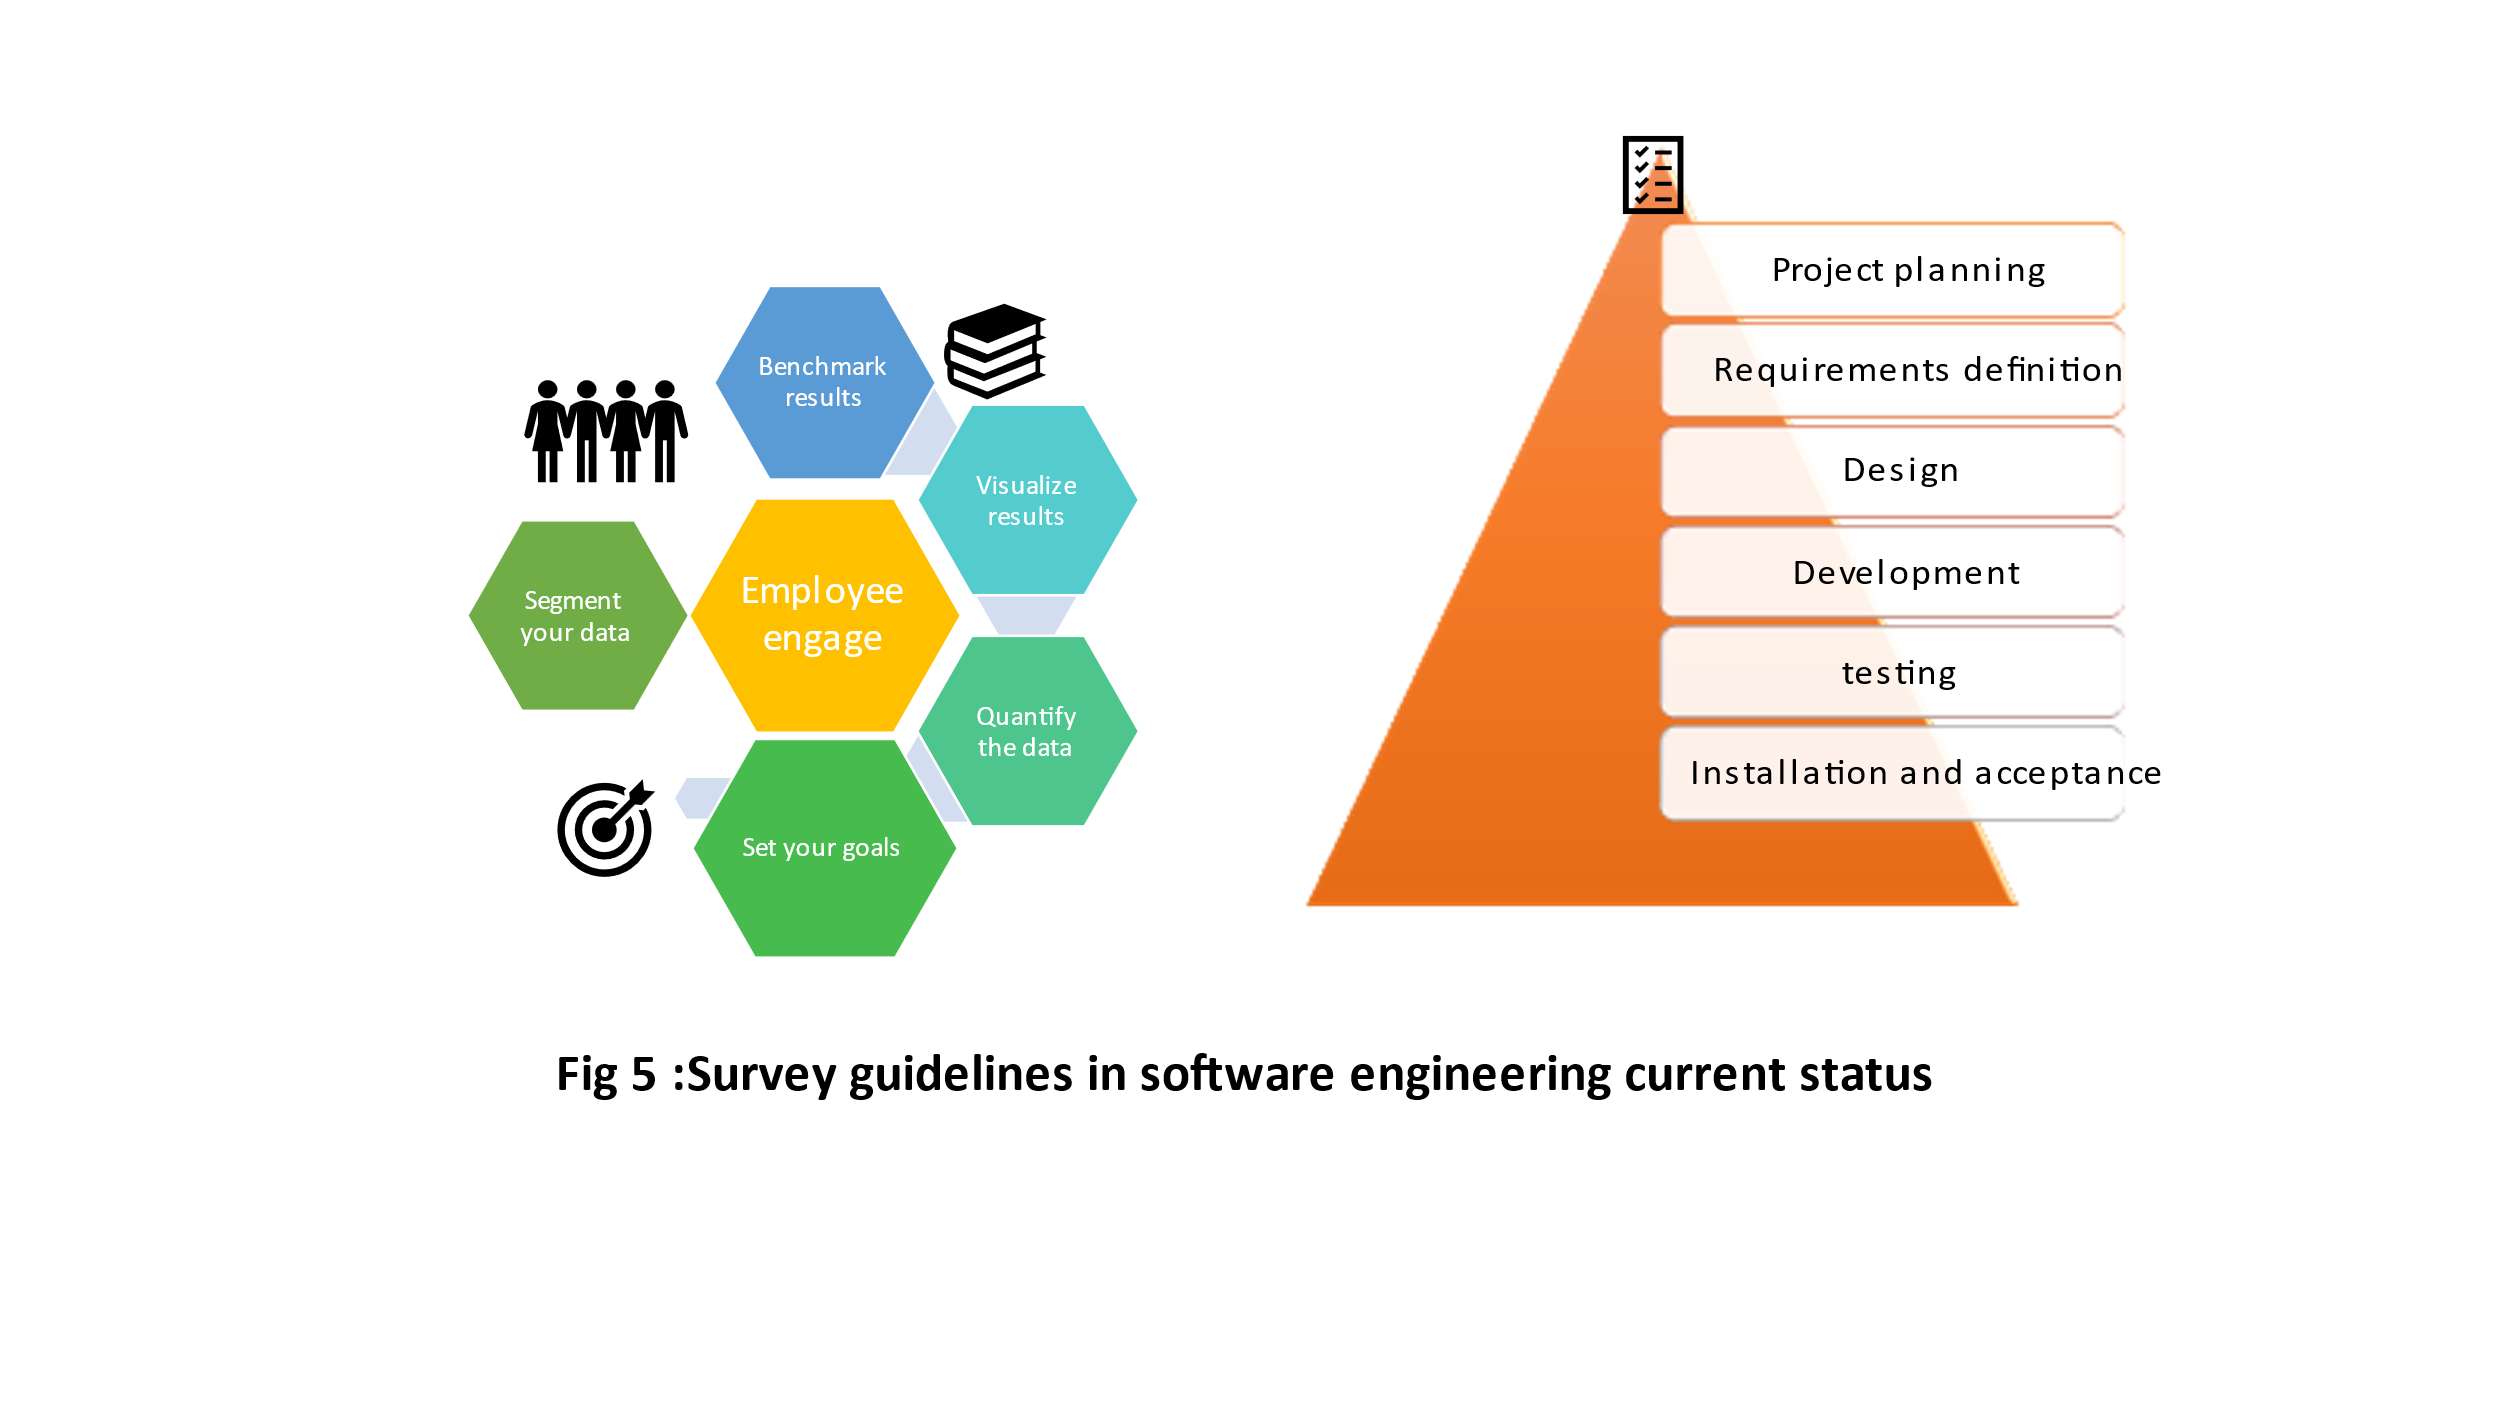 Benchmark
results
Visualize
results
Employee
engage
Segment
your data
Quantify
the data
Set your goals
Project planning
Requirements definition
Design
Development
testing
Installation and acceptance
Fig 5 :Survey guidelines in software engineering current status